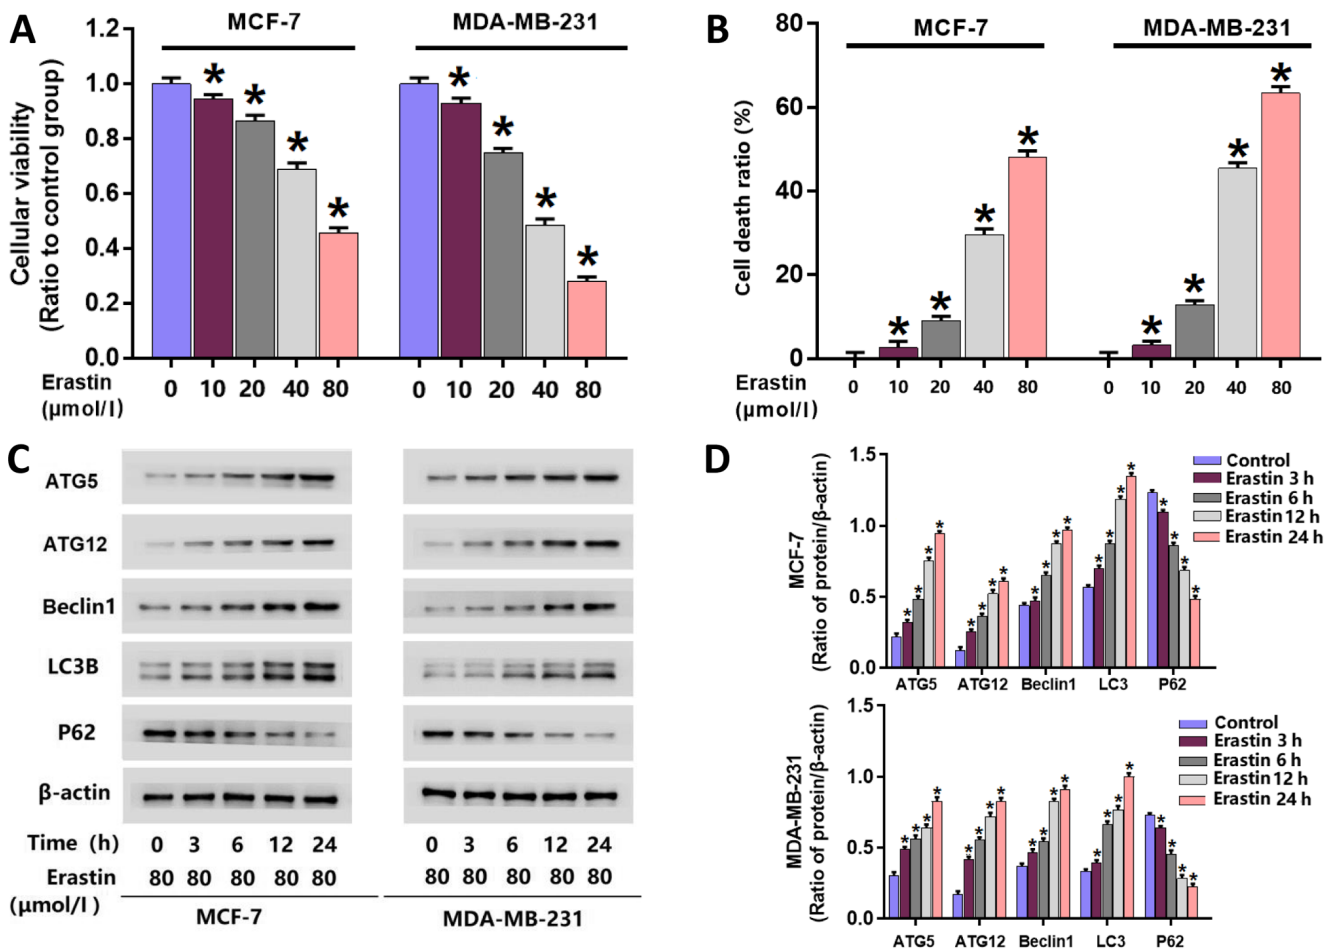 A
MCF-7
MDA-MB-231
Cellular viability
(Ratio to control group)
1.2
1.0
0.8
0.6
0.4
0.2
0.0
* * * * * * * *
Erastin
(μmol/l)
0 10 20 40 80 0 10 20 40 80
B
MCF-7
MDA-MB-231
Cell death ratio (%)
80
60
40
20
0
* * * * * * * *
Erastin
(μmol/l)
0 10 20 40 80 0 10 20 40 80
C
ATG5
ATG12
Beclin1
LC3B
P62
β-actin
Time (h) 0 3 6 12 24 0 3 6 12 24
Erastin 80 80 80 80 80 80 80 80 80 80
(μmol/l)
MCF-7
MDA-MB-231
D
MCF-7
(Ratio of protein/β-actin)
1.5
1.0
0.5
0.0
* * * * * * * * * * * * * * * * * * * *
ATG5 ATG12 Beclin1 LC3 P62
Control
Erastin 3 h
Erastin 6 h
Erastin 12 h
Erastin 24 h
MDA-MB-231
(Ratio of protein/β-actin)
1.5
1.0
0.5
0.0
* * * * * * * * * * * * * * * * * * * *
ATG5 ATG12 Beclin1 LC3 P62
Control
Erastin 3 h
Erastin 6 h
Erastin 12 h
Erastin 24 h